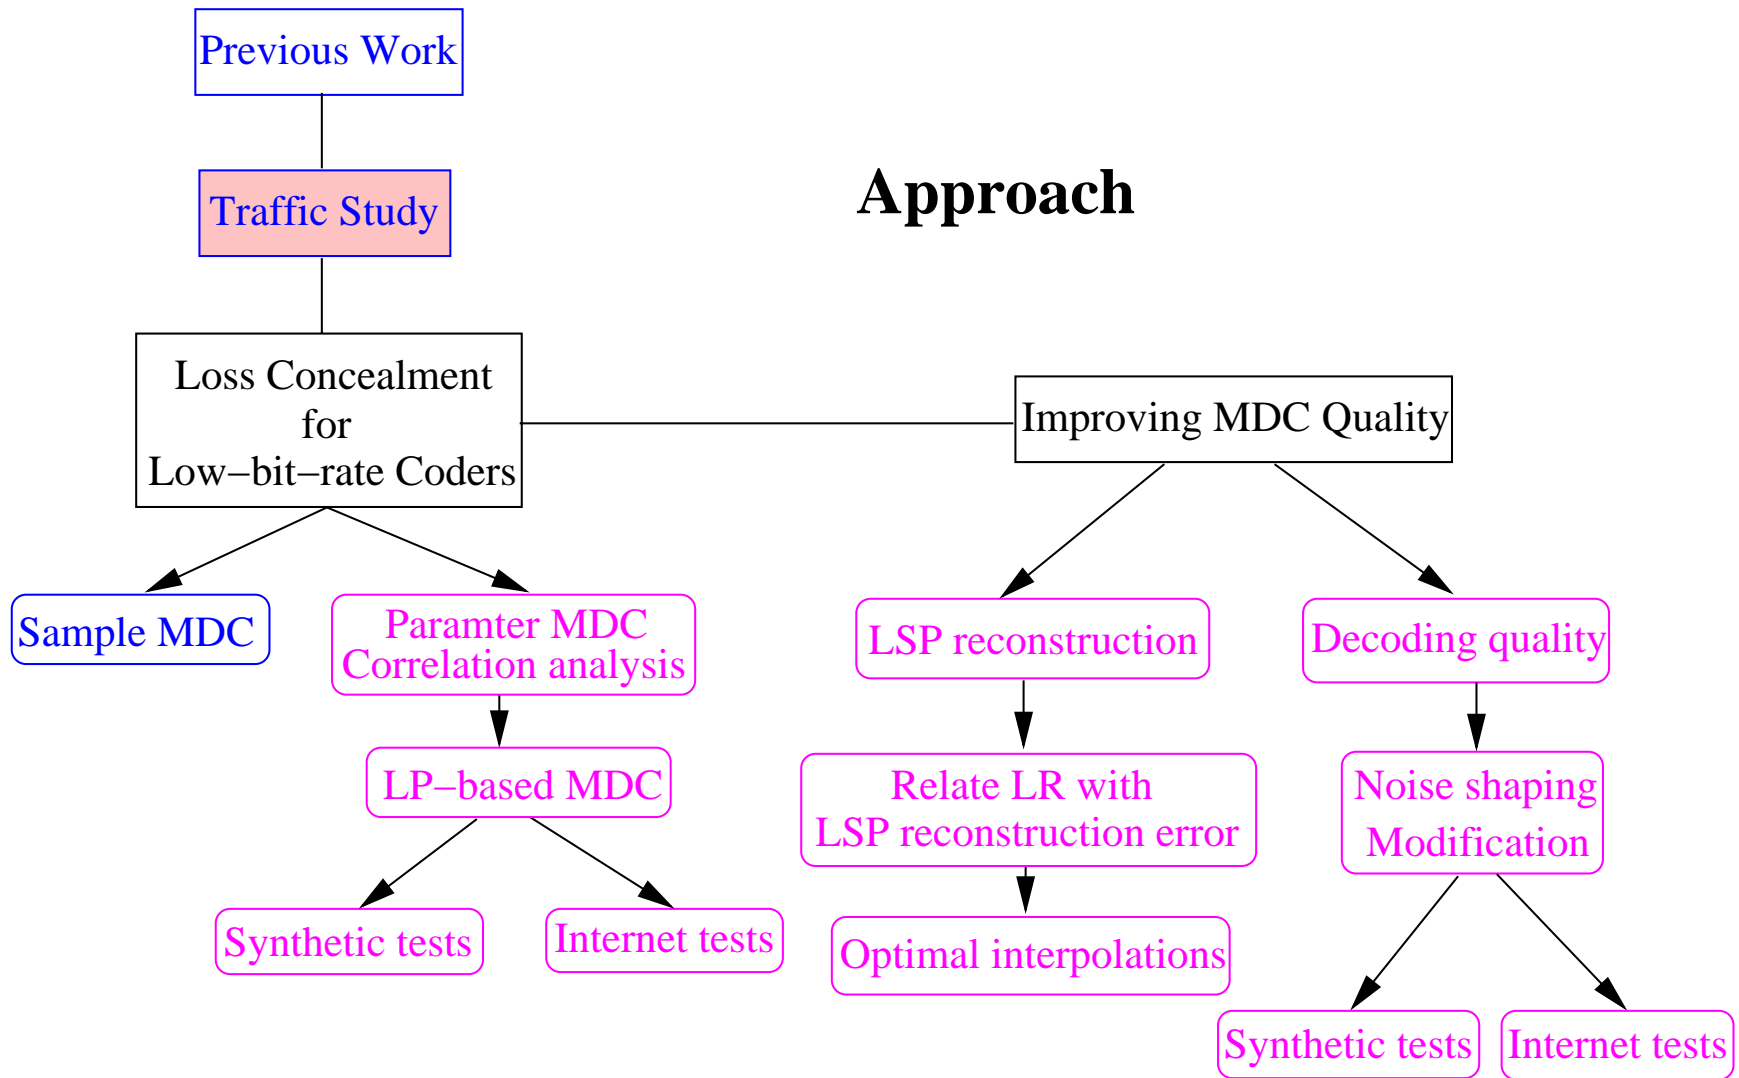 Previous Work
Traffic Study
Approach
Loss Concealment
for
Low−bit−rate Coders
Improving MDC Quality
Sample MDC
Paramter MDC
Correlation analysis
LSP reconstruction
Decoding quality
LP−based MDC
Relate LR with
LSP reconstruction error
Noise shaping
Modification
Synthetic tests
Internet tests
Optimal interpolations
Synthetic tests
Internet tests